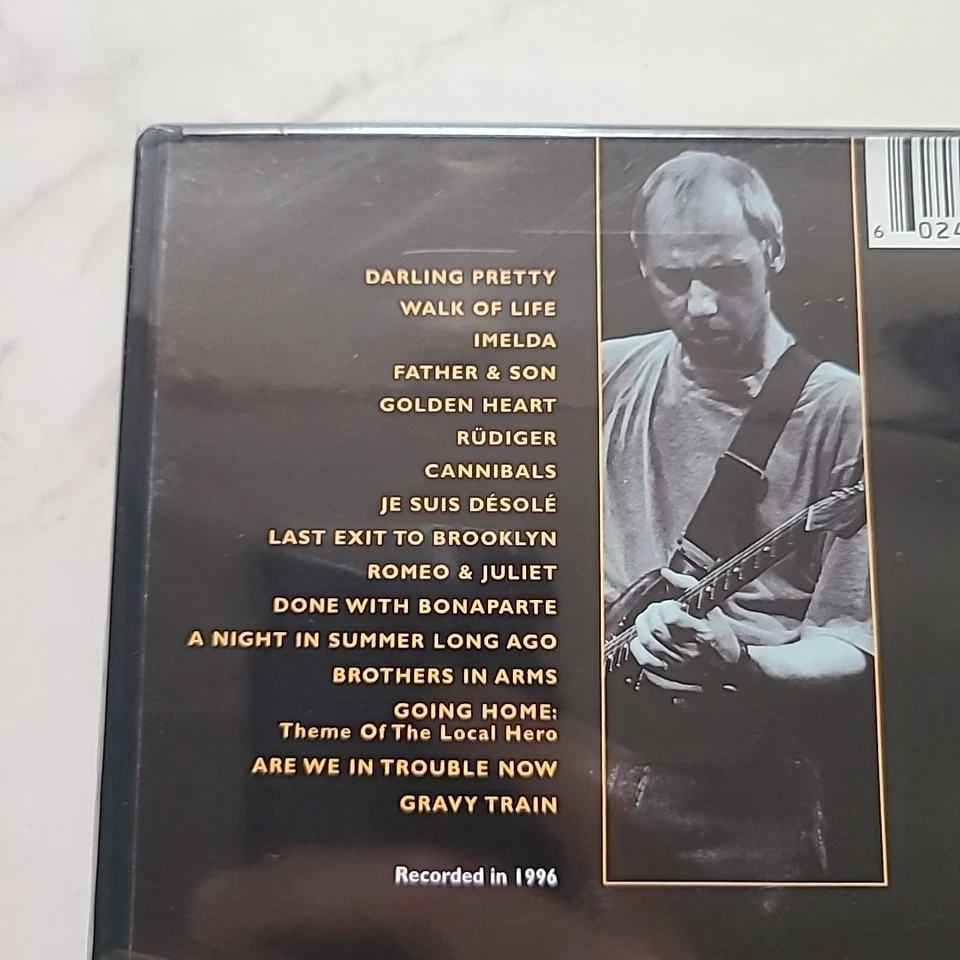 DARLING PRETTY
WALK OF LIFE
IMELDA
FATHER & SON
GOLDEN HEART
RÜDIGER
CANNIBALS
JE SUIS DÉSOLÉ
LAST EXIT TO BROOKLYN
ROMEO & JULIET
DONE WITH BONAPARTE
A NIGHT IN SUMMER LONG AGO
BROTHERS IN ARMS
GOING HOME:
Theme Of The Local Hero
ARE WE IN TROUBLE NOW
GRAVY TRAIN
Recorded in 1996
6 024